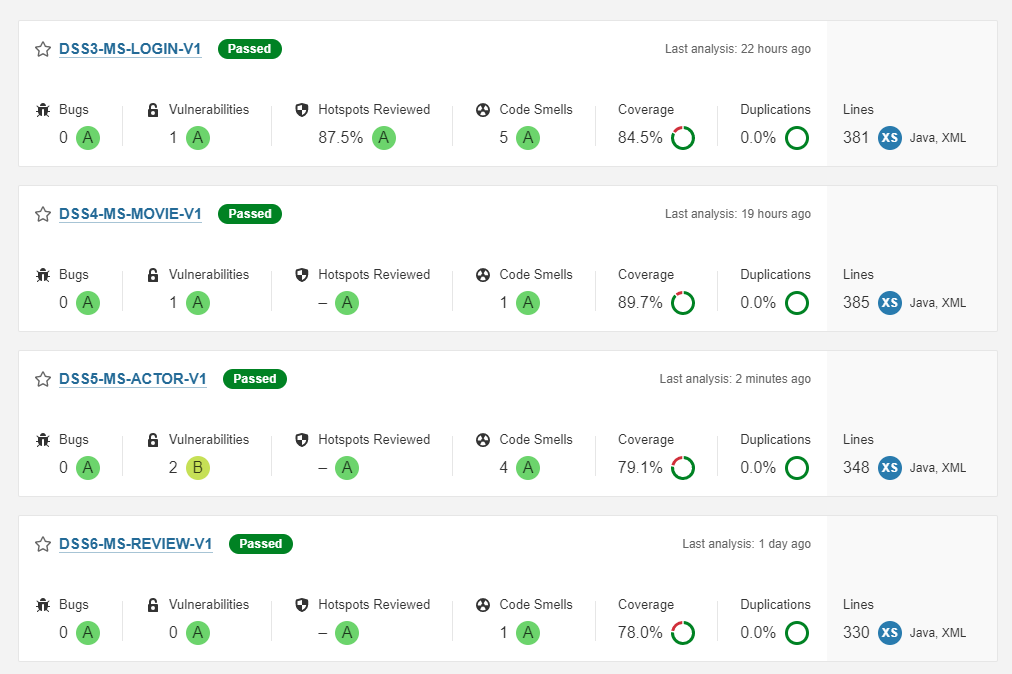 DSS3-MS-LOGIN-V1 Passed Last analysis: 22 hours ago
Bugs Vulnerabilities Hotspots Reviewed Code Smells Coverage Duplications Lines
0 A 1 A 87.5% A 5 A 84.5% 0.0% 381 XS Java, XML
DSS4-MS-MOVIE-V1 Passed Last analysis: 19 hours ago
Bugs Vulnerabilities Hotspots Reviewed Code Smells Coverage Duplications Lines
0 A 1 A – A 1 A 89.7% 0.0% 385 XS Java, XML
DSS5-MS-ACTOR-V1 Passed Last analysis: 2 minutes ago
Bugs Vulnerabilities Hotspots Reviewed Code Smells Coverage Duplications Lines
0 A 2 B – A 4 A 79.1% 0.0% 348 XS Java, XML
DSS6-MS-REVIEW-V1 Passed Last analysis: 1 day ago
Bugs Vulnerabilities Hotspots Reviewed Code Smells Coverage Duplications Lines
0 A 0 A – A 1 A 78.0% 0.0% 330 XS Java, XML